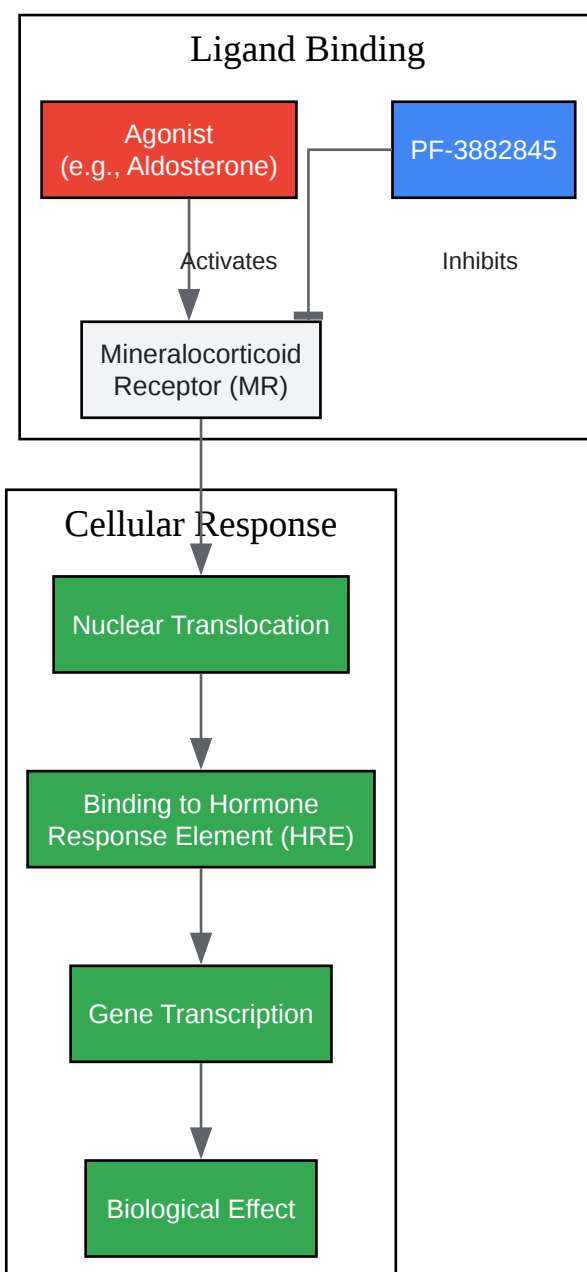 Ligand Binding
Agonist
(e.g., Aldosterone)
PF-3882845
Activates
Inhibits
Mineralocorticoid
Receptor (MR)
Cellular Response
Nuclear Translocation
Binding to Hormone
Response Element (HRE)
Gene Transcription
Biological Effect